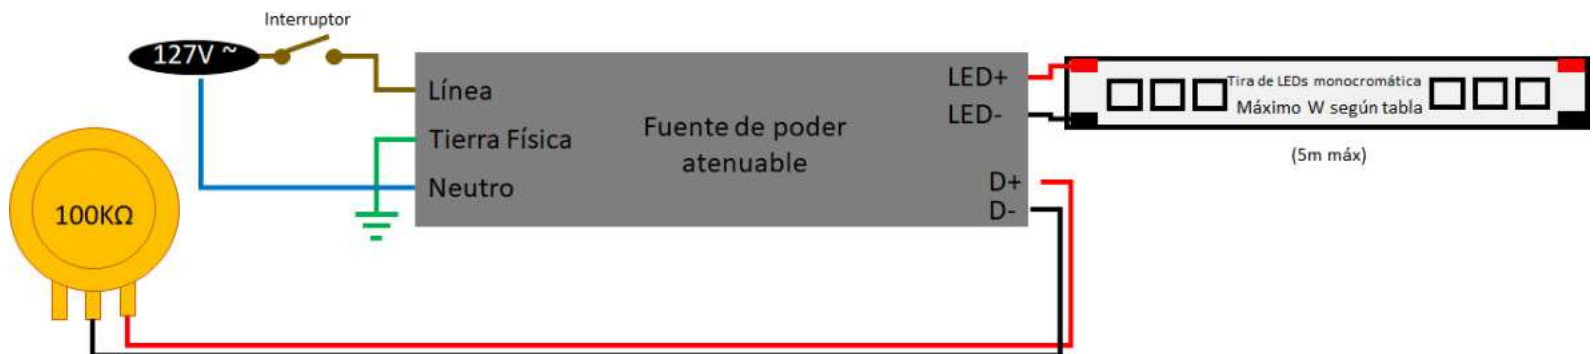 Interruptor
127V ~
Línea
Tierra Física
Neutro
Fuente de poder
atenuable
LED+
LED-
D+
D-
Tira de LEDs monocromática
Máximo W según tabla
(5m máx)
100KΩ